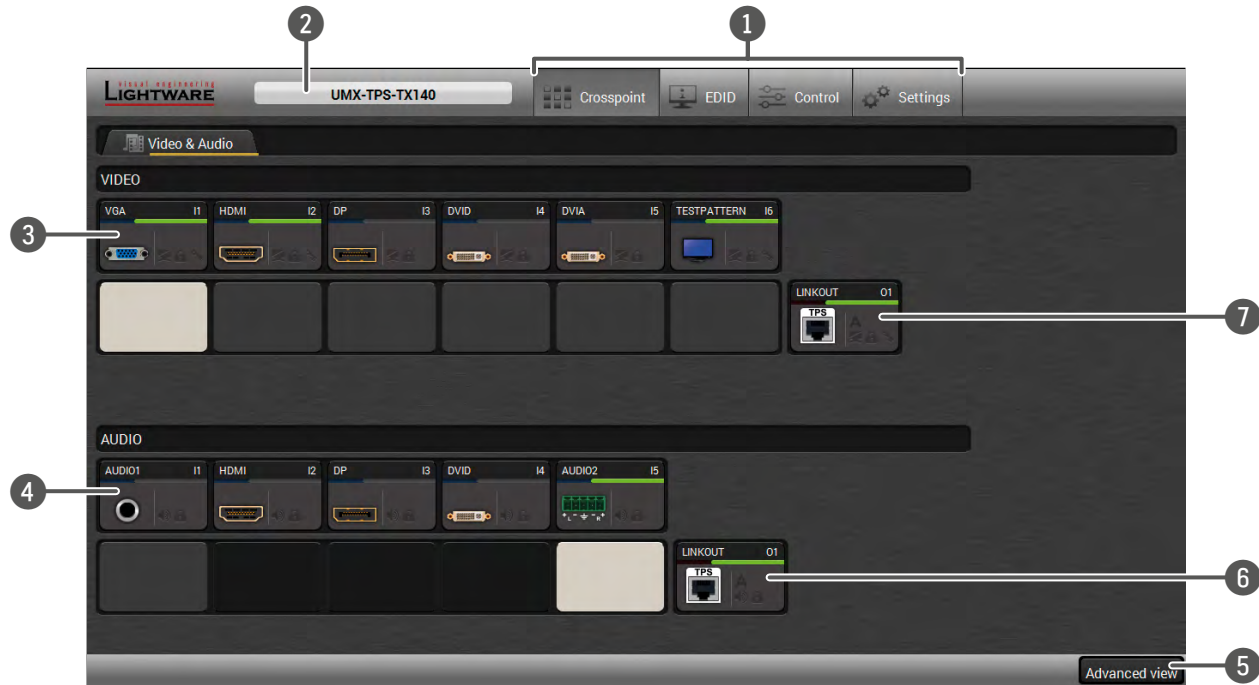 2 1
visual engineering
LIGHTWARE UMX-TPS-TX140 Crosspoint EDID Control Settings
Video & Audio
VIDEO
VGA I1 HDMI I2 DP I3 DVID I4 DVIA I5 TESTPATTERN I6
3
LINKOUT O1
TPS
A
7
AUDIO
AUDIO1 I1 HDMI I2 DP I3 DVID I4 AUDIO2 I5
4
+ L - ⏚ - R +
LINKOUT O1
TPS
A
6
Advanced view 5